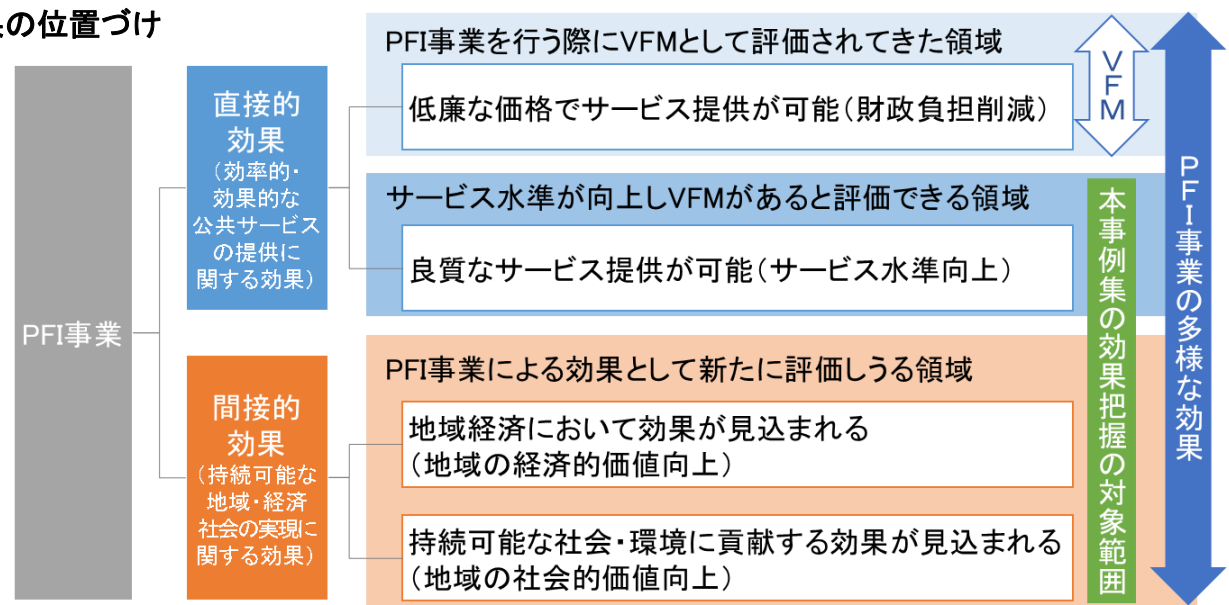 の位置づけ
PFI事業
直接的
効果
(効率的・
効果的な
公共サービス
の提供に
関する効果)
間接的
効果
(持続可能な
地域・経済
社会の実現に
関する効果)
PFI事業を行う際にVFMとして評価されてきた領域
低廉な価格でサービス提供が可能(財政負担削減)
サービス水準が向上しVFMがあると評価できる領域
良質なサービス提供が可能(サービス水準向上)
PFI事業による効果として新たに評価しうる領域
地域経済において効果が見込まれる
(地域の経済的価値向上)
持続可能な社会・環境に貢献する効果が見込まれる
(地域の社会的価値向上)
VFM
本事例集の効果把握の対象範囲
PFI事業の多様な効果